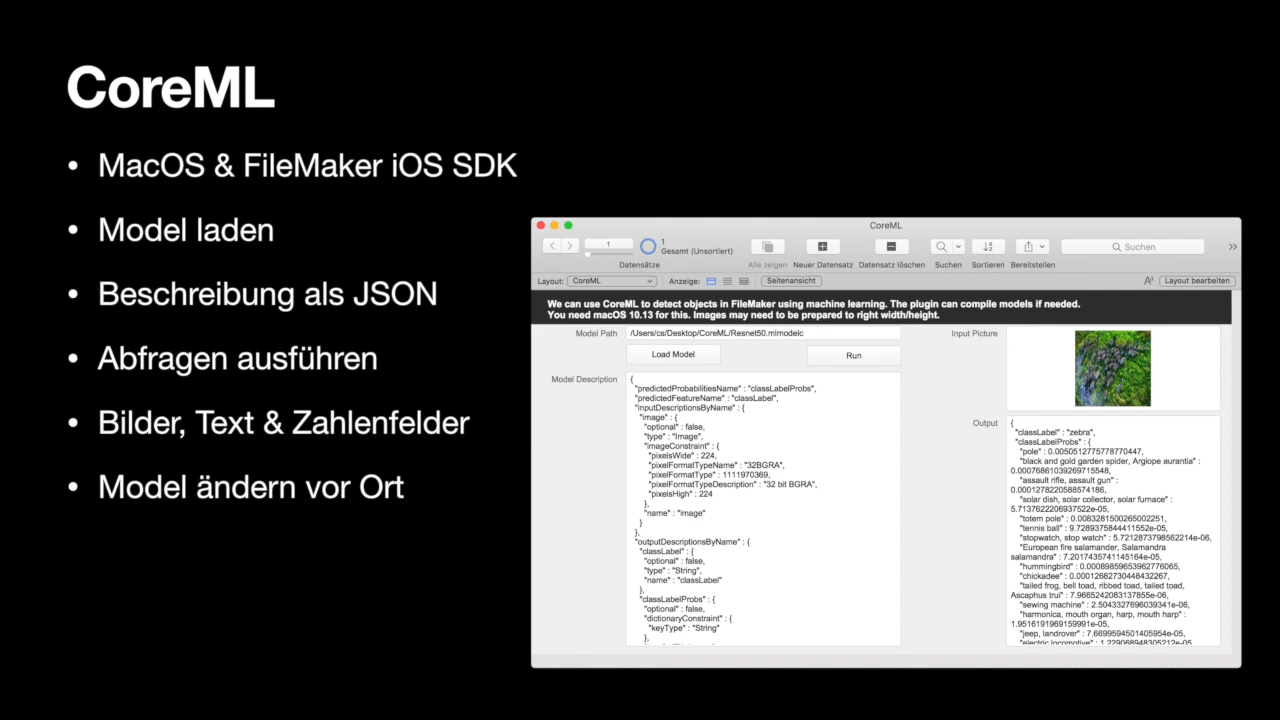 CoreML
• MacOS & FileMaker iOS SDK
• Model laden
• Beschreibung als JSON
• Abfragen ausführen
• Bilder, Text & Zahlenfelder
• Model ändern vor Ort
CoreML
1
1
Gesamt (Unsortiert)
Suchen
Datensätze
Alle zeigen
Neuer Datensatz
Datensatz löschen
Suchen
Sortieren
Bereitstellen
Layout: CoreML
Anzeige:
Seitenansicht
Layout bearbeiten
We can use CoreML to detect objects in FileMaker using machine learning. The plugin can compile models if needed.
You need macOS 10.13 for this. Images may need to be prepared to right width/height.
Model Path
/Users/cs/Desktop/CoreML/Resnet50.mlmodelc
Load Model
Run
Model Description
{
"predictedProbabilitiesName" : "classLabelProbs",
"predictedFeatureName" : "classLabel",
"inputDescriptionsByName" : {
"image" : {
"optional" : false,
"type" : "Image",
"imageConstraint" : {
"pixelsWide" : 224,
"pixelFormatTypeName" : "32BGRA",
"pixelFormatType" : 1111970369,
"pixelFormatTypeDescription" : "32 bit BGRA",
"pixelsHigh" : 224
},
"name" : "image"
}
},
"outputDescriptionsByName" : {
"classLabel" : {
"optional" : false,
"type" : "String",
"name" : "classLabel"
},
"classLabelProbs" : {
"optional" : false,
"dictionaryConstraint" : {
"keyType" : "String"
},
Input Picture
Output
{
"classLabel" : "zebra",
"classLabelProbs" : {
"pole" : 0.0050512775778770447,
"black and gold garden spider, Argiope aurantia" :
0.00076861039269715548,
"assault rifle, assault gun" :
0.0001278220588574186,
"solar dish, solar collector, solar furnace" :
5.7137622206937522e-05,
"totem pole" : 0.0083281500265002251,
"tennis ball" : 9.7289375844411552e-05,
"stopwatch, stop watch" : 5.7212873798562214e-06,
"European fire salamander, Salamandra
salamandra" : 7.2017435741145164e-05,
"hummingbird" : 0.00089859653962776065,
"chickadee" : 0.00012682730448432267,
"tailed frog, bell toad, ribbed toad, tailed toad,
Ascaphus trui" : 7.9665242083137855e-06,
"sewing machine" : 2.5043327696039341e-06,
"harmonica, mouth organ, harp, mouth harp" :
1.9516191969159991e-05,
"jeep, landrover" : 7.6699594501405954e-05,
"electric locomotive" : 1.229068948305212e-05